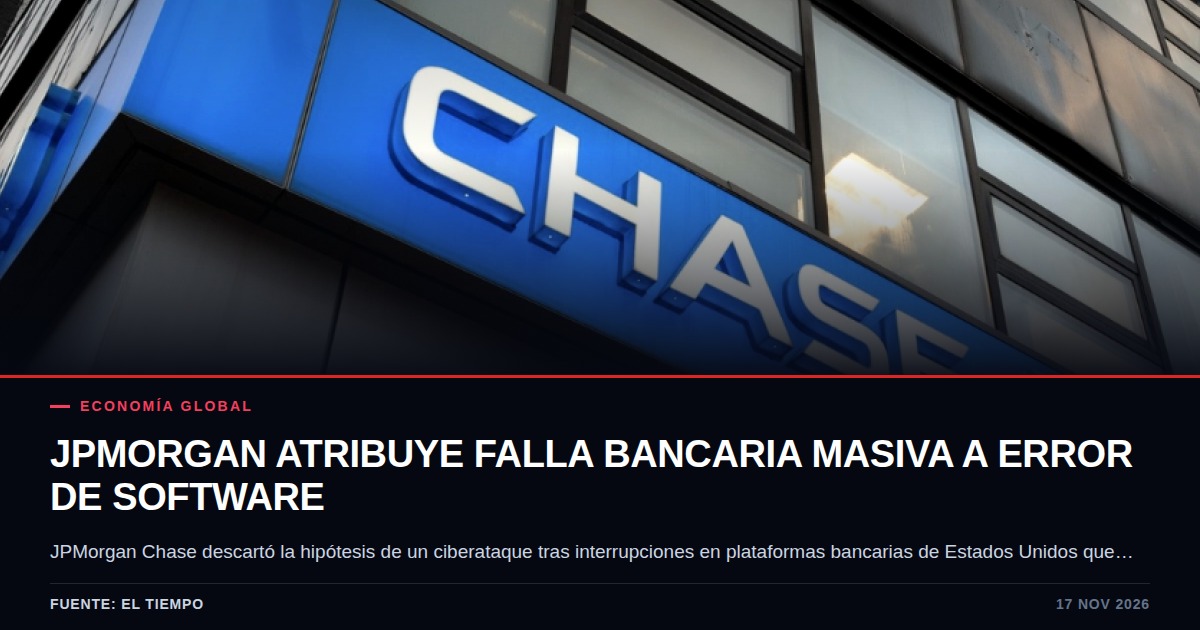 CHASE
ECONOMÍA GLOBAL
JPMORGAN ATRIBUYE FALLA BANCARIA MASIVA A ERROR
DE SOFTWARE
JPMorgan Chase descartó la hipótesis de un ciberataque tras interrupciones en plataformas bancarias de Estados Unidos que…
FUENTE: EL TIEMPO
17 NOV 2026